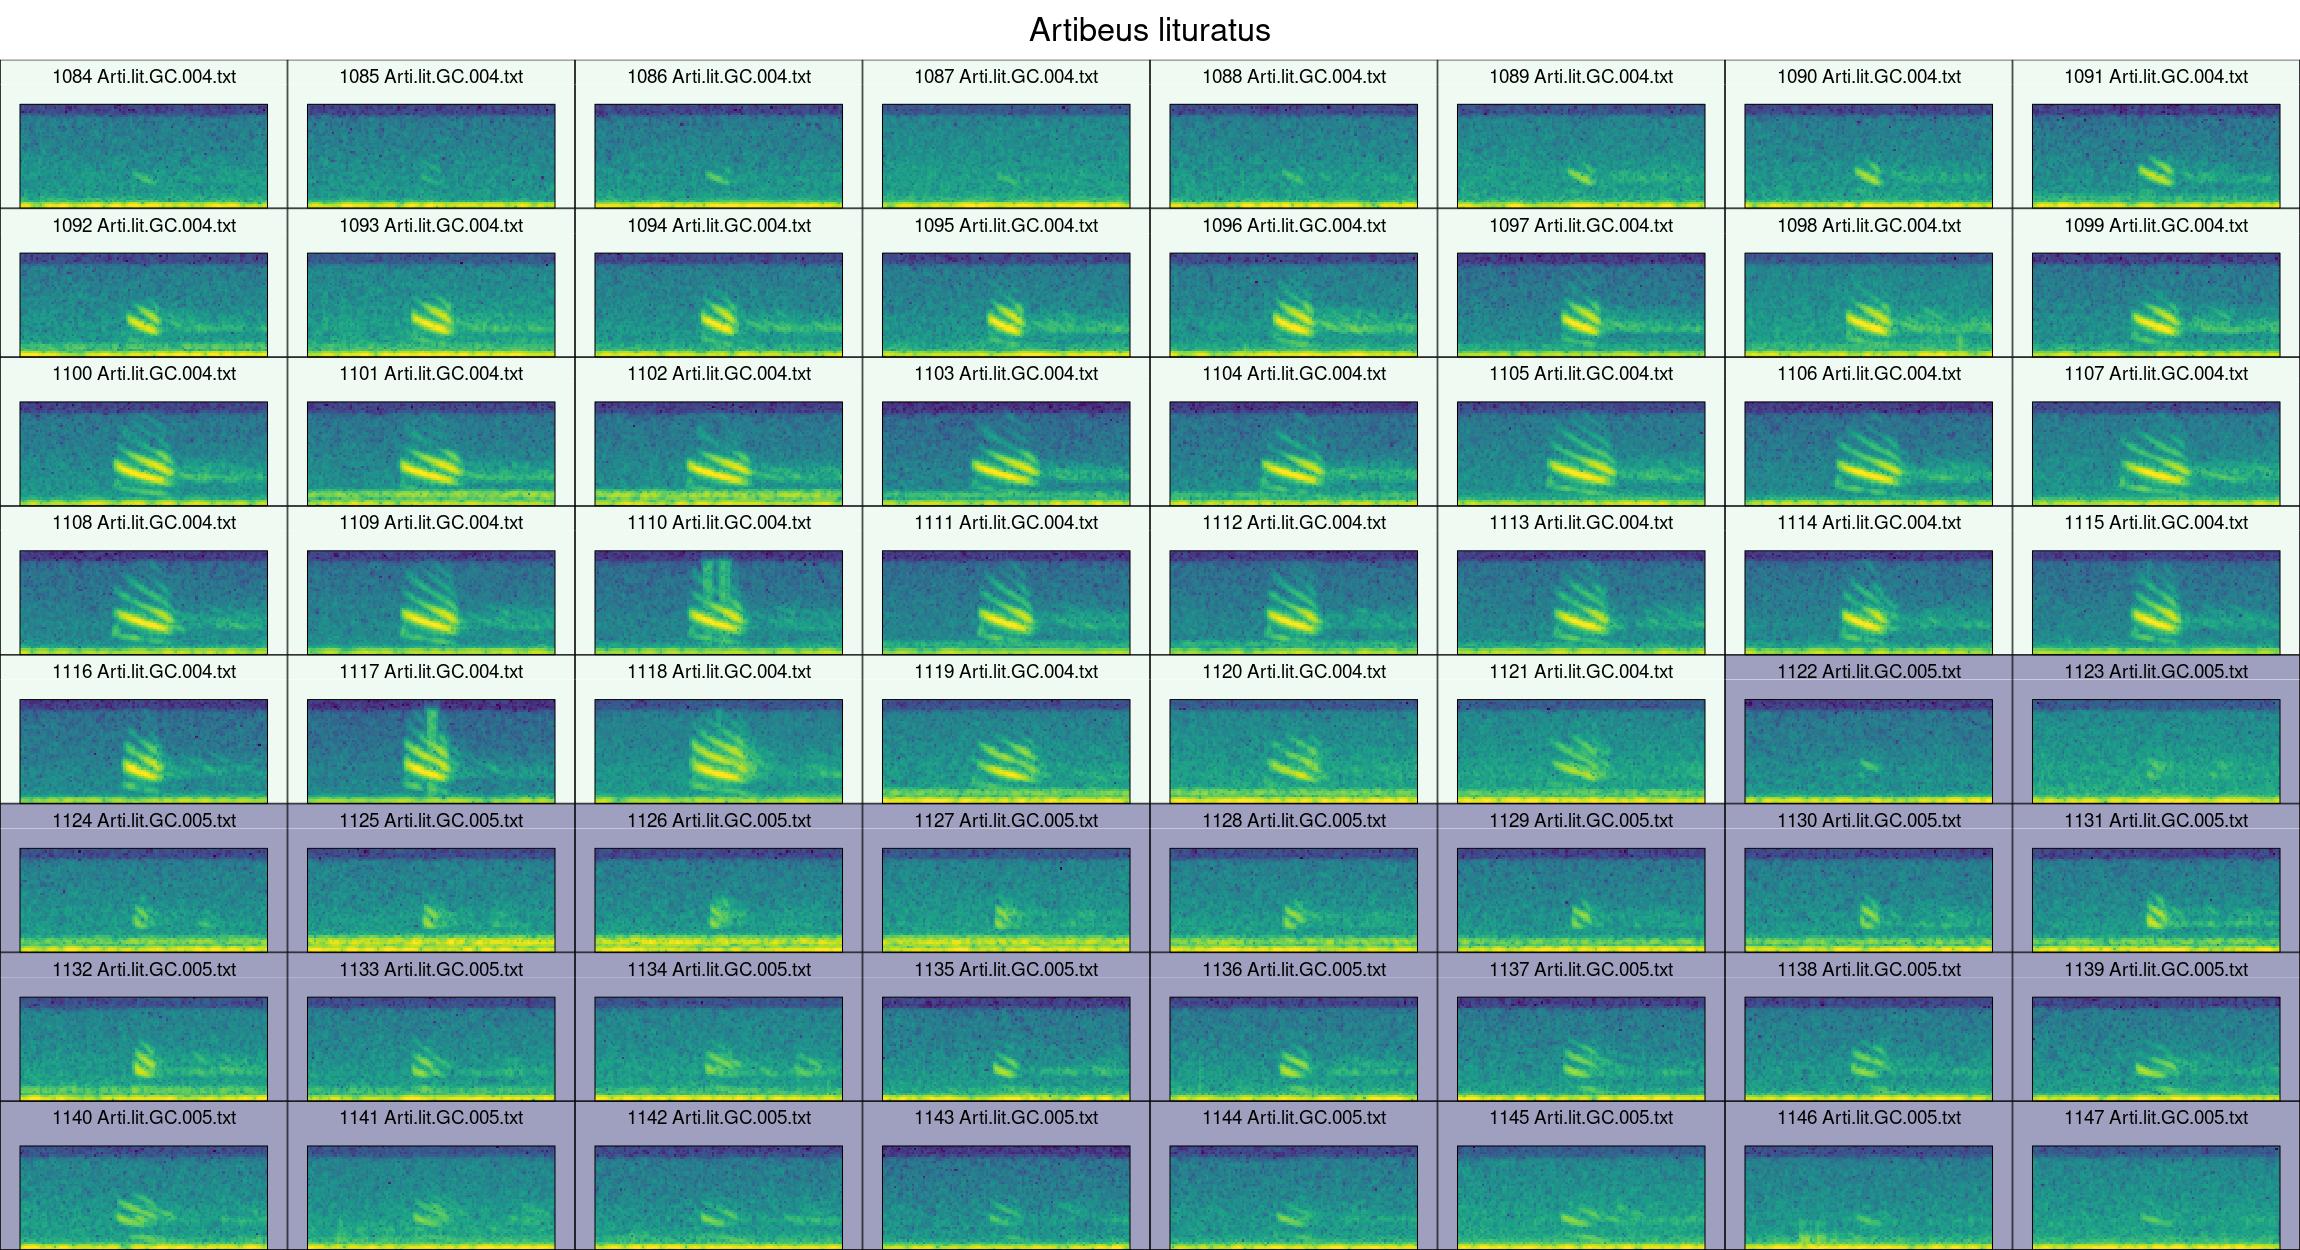 Artibeus lituratus
1084 Arti.lit.GC.004.txt 1085 Arti.lit.GC.004.txt 1086 Arti.lit.GC.004.txt 1087 Arti.lit.GC.004.txt 1088 Arti.lit.GC.004.txt 1089 Arti.lit.GC.004.txt 1090 Arti.lit.GC.004.txt 1091 Arti.lit.GC.004.txt
1092 Arti.lit.GC.004.txt 1093 Arti.lit.GC.004.txt 1094 Arti.lit.GC.004.txt 1095 Arti.lit.GC.004.txt 1096 Arti.lit.GC.004.txt 1097 Arti.lit.GC.004.txt 1098 Arti.lit.GC.004.txt 1099 Arti.lit.GC.004.txt
1100 Arti.lit.GC.004.txt 1101 Arti.lit.GC.004.txt 1102 Arti.lit.GC.004.txt 1103 Arti.lit.GC.004.txt 1104 Arti.lit.GC.004.txt 1105 Arti.lit.GC.004.txt 1106 Arti.lit.GC.004.txt 1107 Arti.lit.GC.004.txt
1108 Arti.lit.GC.004.txt 1109 Arti.lit.GC.004.txt 1110 Arti.lit.GC.004.txt 1111 Arti.lit.GC.004.txt 1112 Arti.lit.GC.004.txt 1113 Arti.lit.GC.004.txt 1114 Arti.lit.GC.004.txt 1115 Arti.lit.GC.004.txt
1116 Arti.lit.GC.004.txt 1117 Arti.lit.GC.004.txt 1118 Arti.lit.GC.004.txt 1119 Arti.lit.GC.004.txt 1120 Arti.lit.GC.004.txt 1121 Arti.lit.GC.004.txt 1122 Arti.lit.GC.005.txt 1123 Arti.lit.GC.005.txt
1124 Arti.lit.GC.005.txt 1125 Arti.lit.GC.005.txt 1126 Arti.lit.GC.005.txt 1127 Arti.lit.GC.005.txt 1128 Arti.lit.GC.005.txt 1129 Arti.lit.GC.005.txt 1130 Arti.lit.GC.005.txt 1131 Arti.lit.GC.005.txt
1132 Arti.lit.GC.005.txt 1133 Arti.lit.GC.005.txt 1134 Arti.lit.GC.005.txt 1135 Arti.lit.GC.005.txt 1136 Arti.lit.GC.005.txt 1137 Arti.lit.GC.005.txt 1138 Arti.lit.GC.005.txt 1139 Arti.lit.GC.005.txt
1140 Arti.lit.GC.005.txt 1141 Arti.lit.GC.005.txt 1142 Arti.lit.GC.005.txt 1143 Arti.lit.GC.005.txt 1144 Arti.lit.GC.005.txt 1145 Arti.lit.GC.005.txt 1146 Arti.lit.GC.005.txt 1147 Arti.lit.GC.005.txt